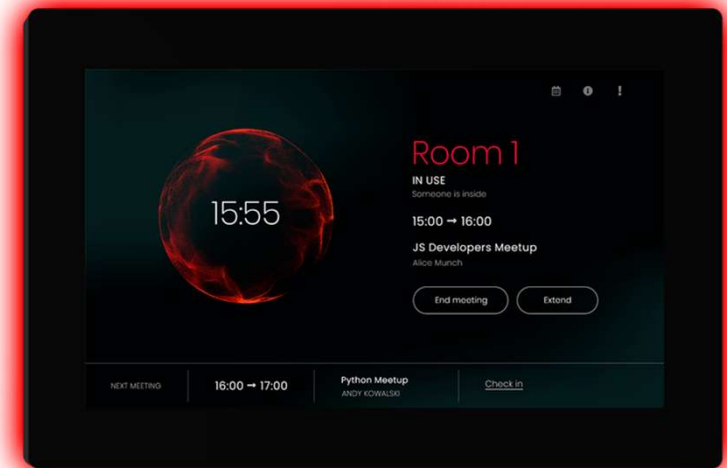 15:55
Room 1
IN USE
Someone is inside
15:00 → 16:00
JS Developers Meetup
Alice Munch
End meeting
Extend
NEXT MEETING
16:00 → 17:00
Python Meetup
ANDY KOWALSKI
Check in